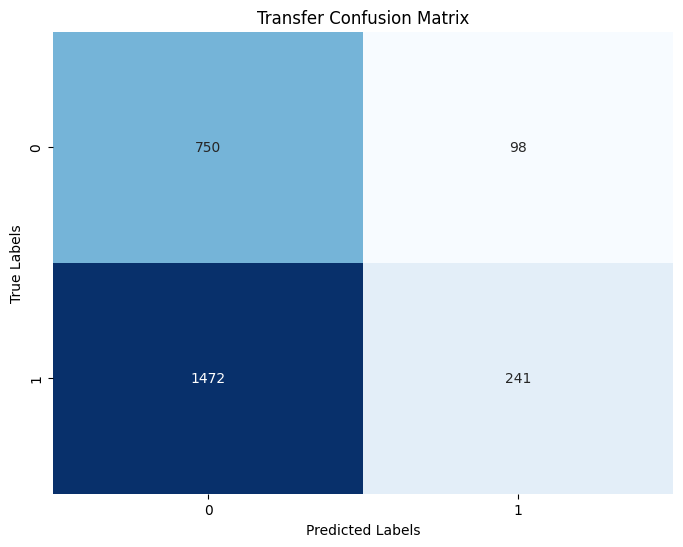 Transfer Confusion Matrix
True Labels
0
750
98
1
1472
241
0
1
Predicted Labels